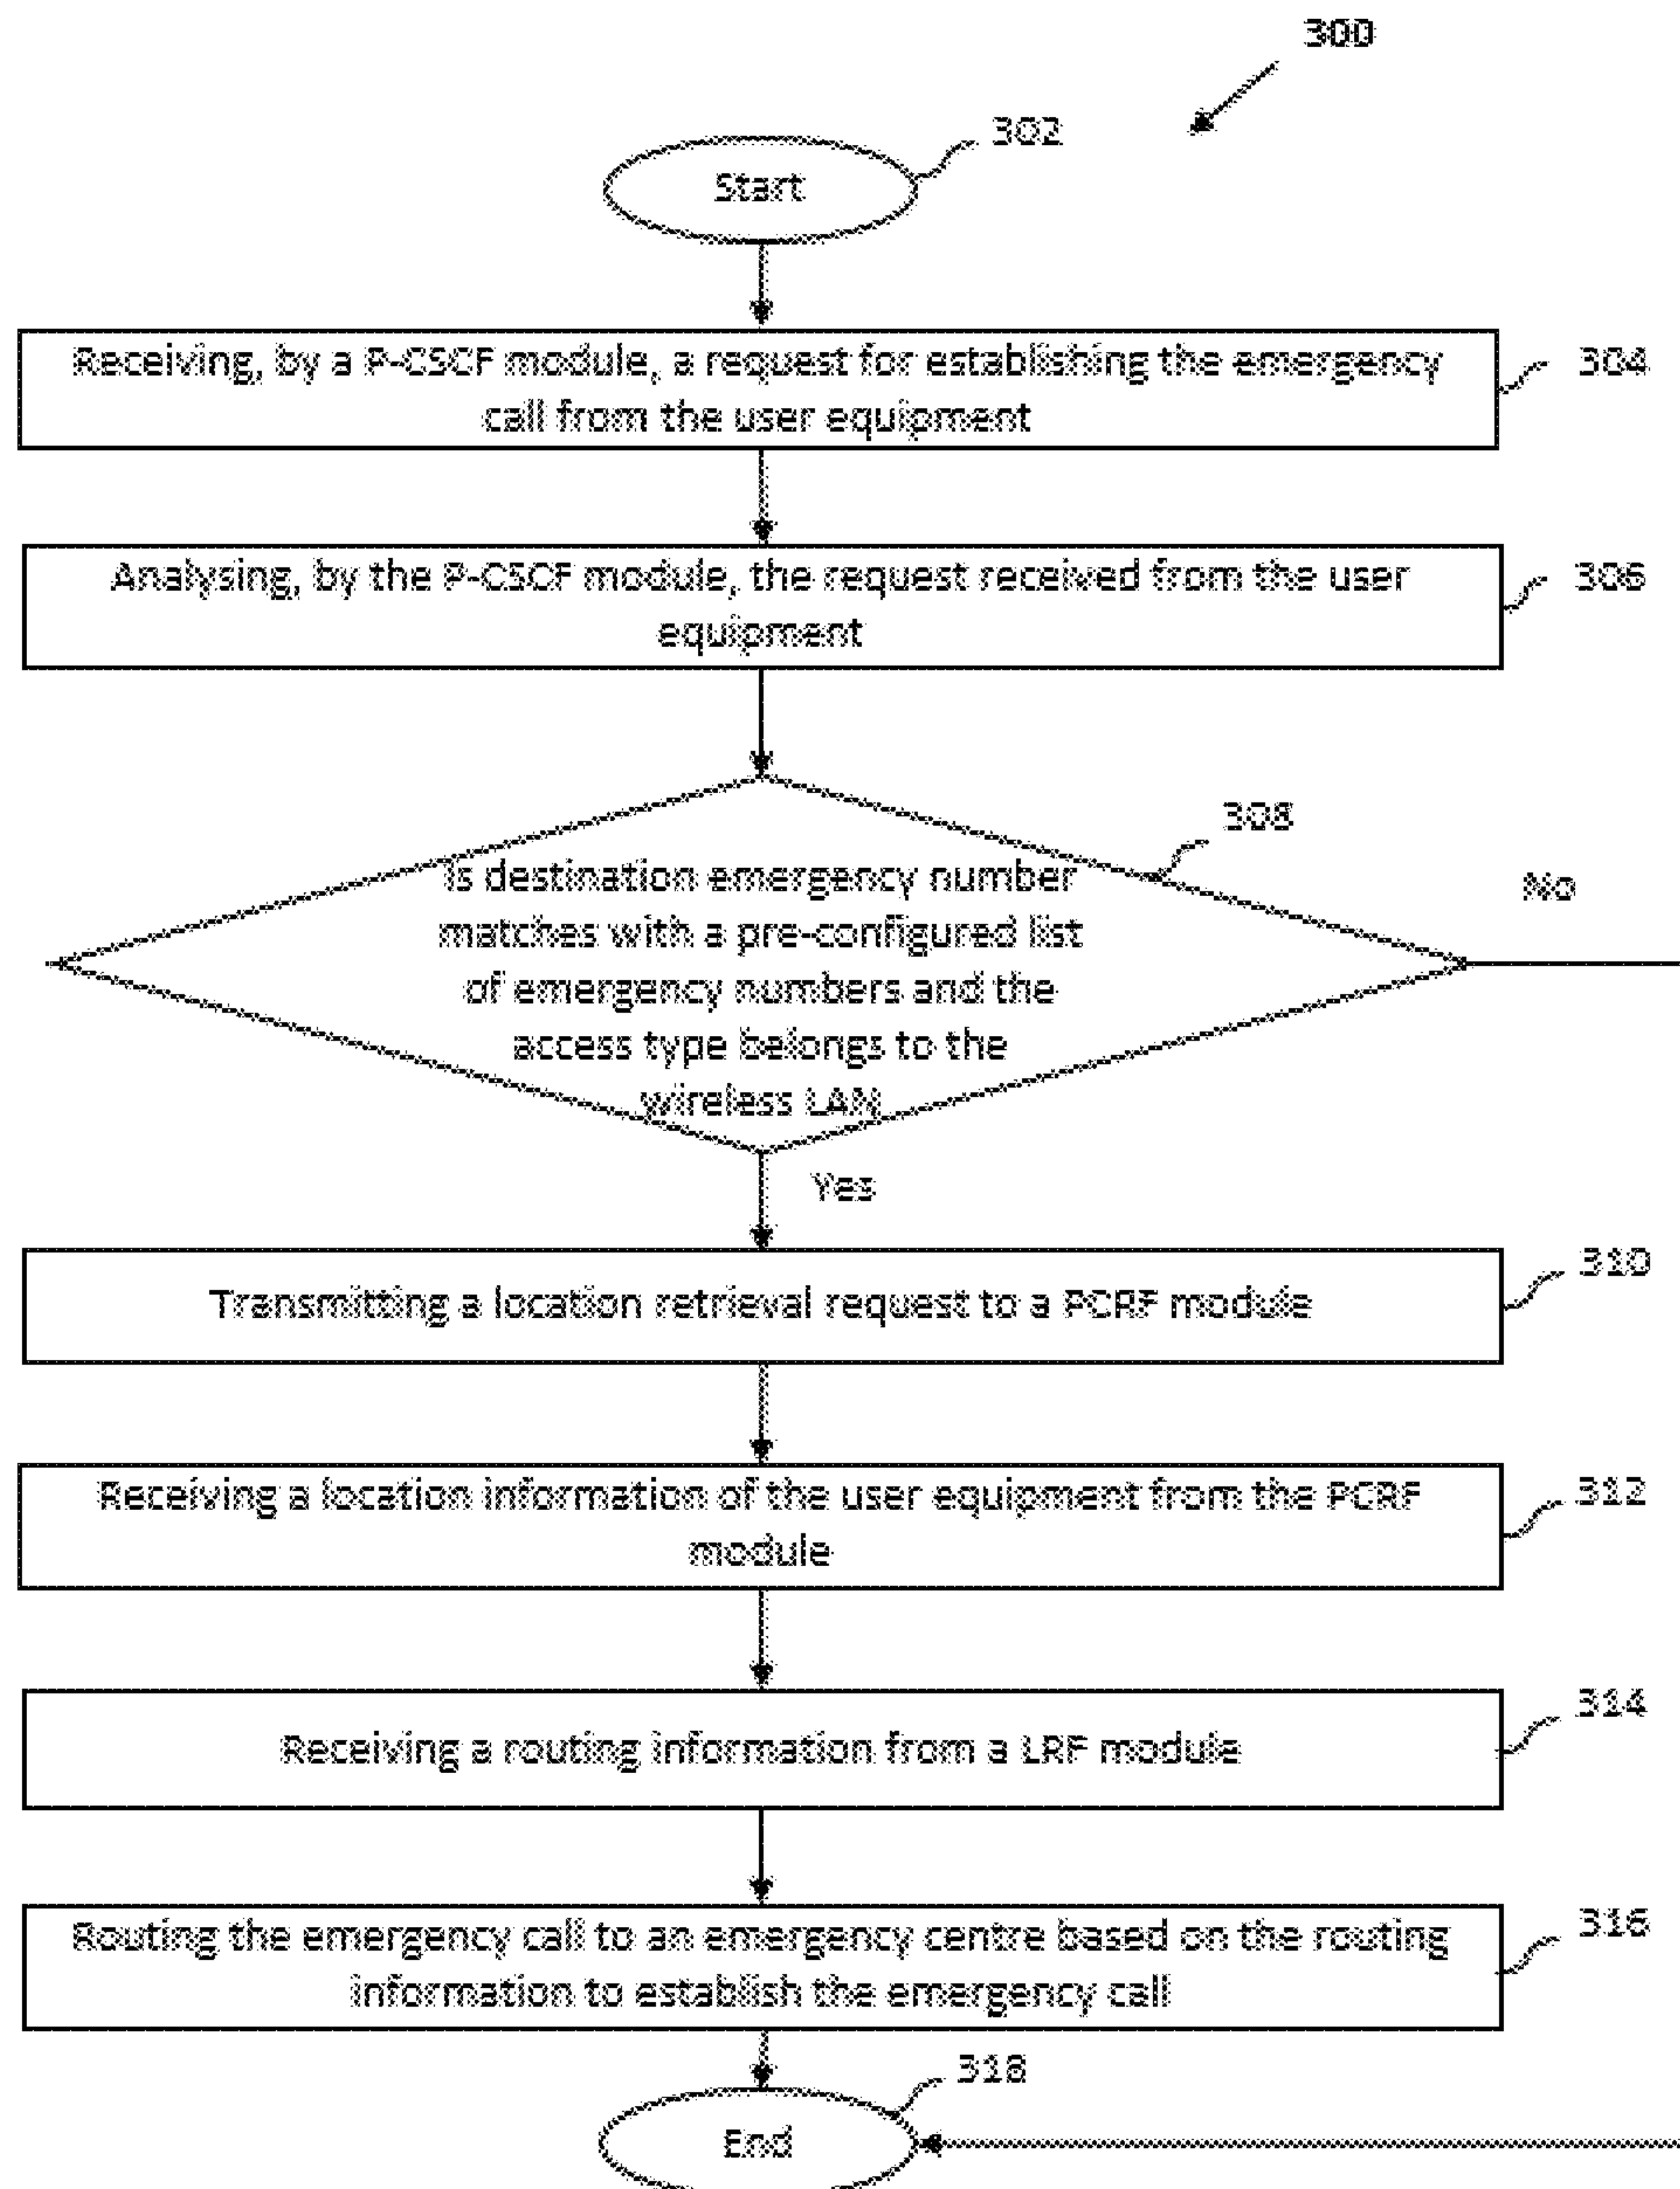 300
302
Start
Receiving, by a P-CSCF module, a request for establishing the emergency
call from the user equipment
304
Analysing, by the P-CSCF module, the request received from the user
equipment
306
308
Is destination emergency number
matches with a pre-configured list
of emergency numbers and the
access type belongs to the
wireless LAN
No
Yes
Transmitting a location retrieval request to a PCRF module
310
Receiving a location information of the user equipment from the PCRF
module
312
Receiving a routing information from a LRF module
314
Routing the emergency call to an emergency centre based on the routing
information to establish the emergency call
316
318
End